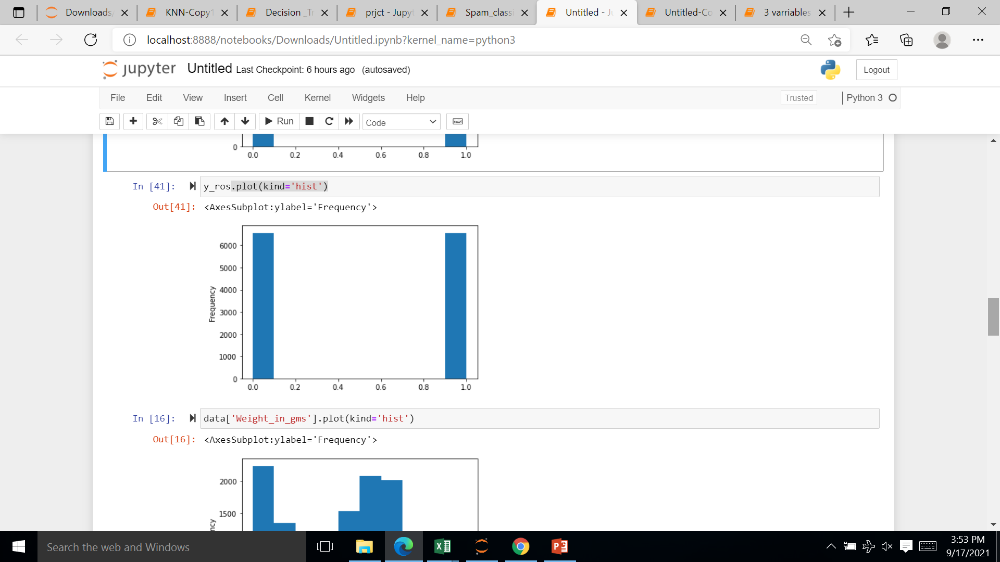 Downloads/ KNN-Copy1 Decision _Tr prjct - Jupyt Spam_classi Untitled - Ju Untitled-Co 3 varriables
localhost:8888/notebooks/Downloads/Untitled.ipynb?kernel_name=python3
jupyter Untitled Last Checkpoint: 6 hours ago (autosaved) Logout
File Edit View Insert Cell Kernel Widgets Help Trusted Python 3
Run Code
0
0.0 0.2 0.4 0.6 0.8 1.0
In [41]: y_ros.plot(kind='hist')
Out[41]: <AxesSubplot:ylabel='Frequency'>
6000
5000
4000
3000
2000
1000
0
Frequency
0.0 0.2 0.4 0.6 0.8 1.0
In [16]: data['Weight_in_gms'].plot(kind='hist')
Out[16]: <AxesSubplot:ylabel='Frequency'>
2000
1500
ncy
Search the web and Windows
3:53 PM
9/17/2021